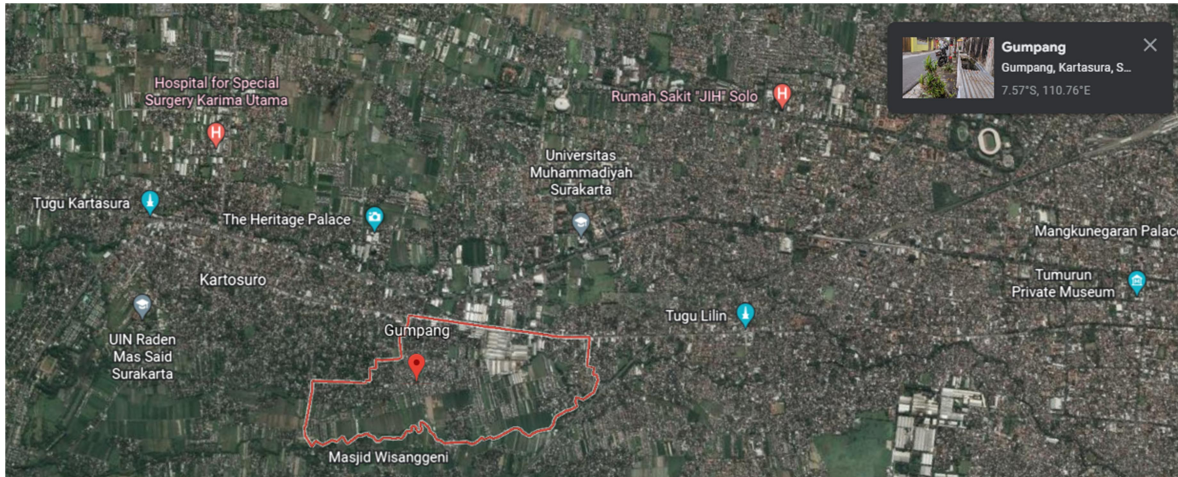 Gumpang
Gumpang, Kartasura, S...
7.57°S, 110.76°E
Hospital for Special
Surgery Karima Utama
Rumah Sakit "JIH" Solo
Universitas
Muhammadiyah
Surakarta
Tugu Kartasura
The Heritage Palace
Mangkunegaran Palace
Kartosuro
Tumurun
Private Museum
Tugu Lilin
Gumpang
UIN Raden
Mas Said
Surakarta
Masjid Wisanggeni